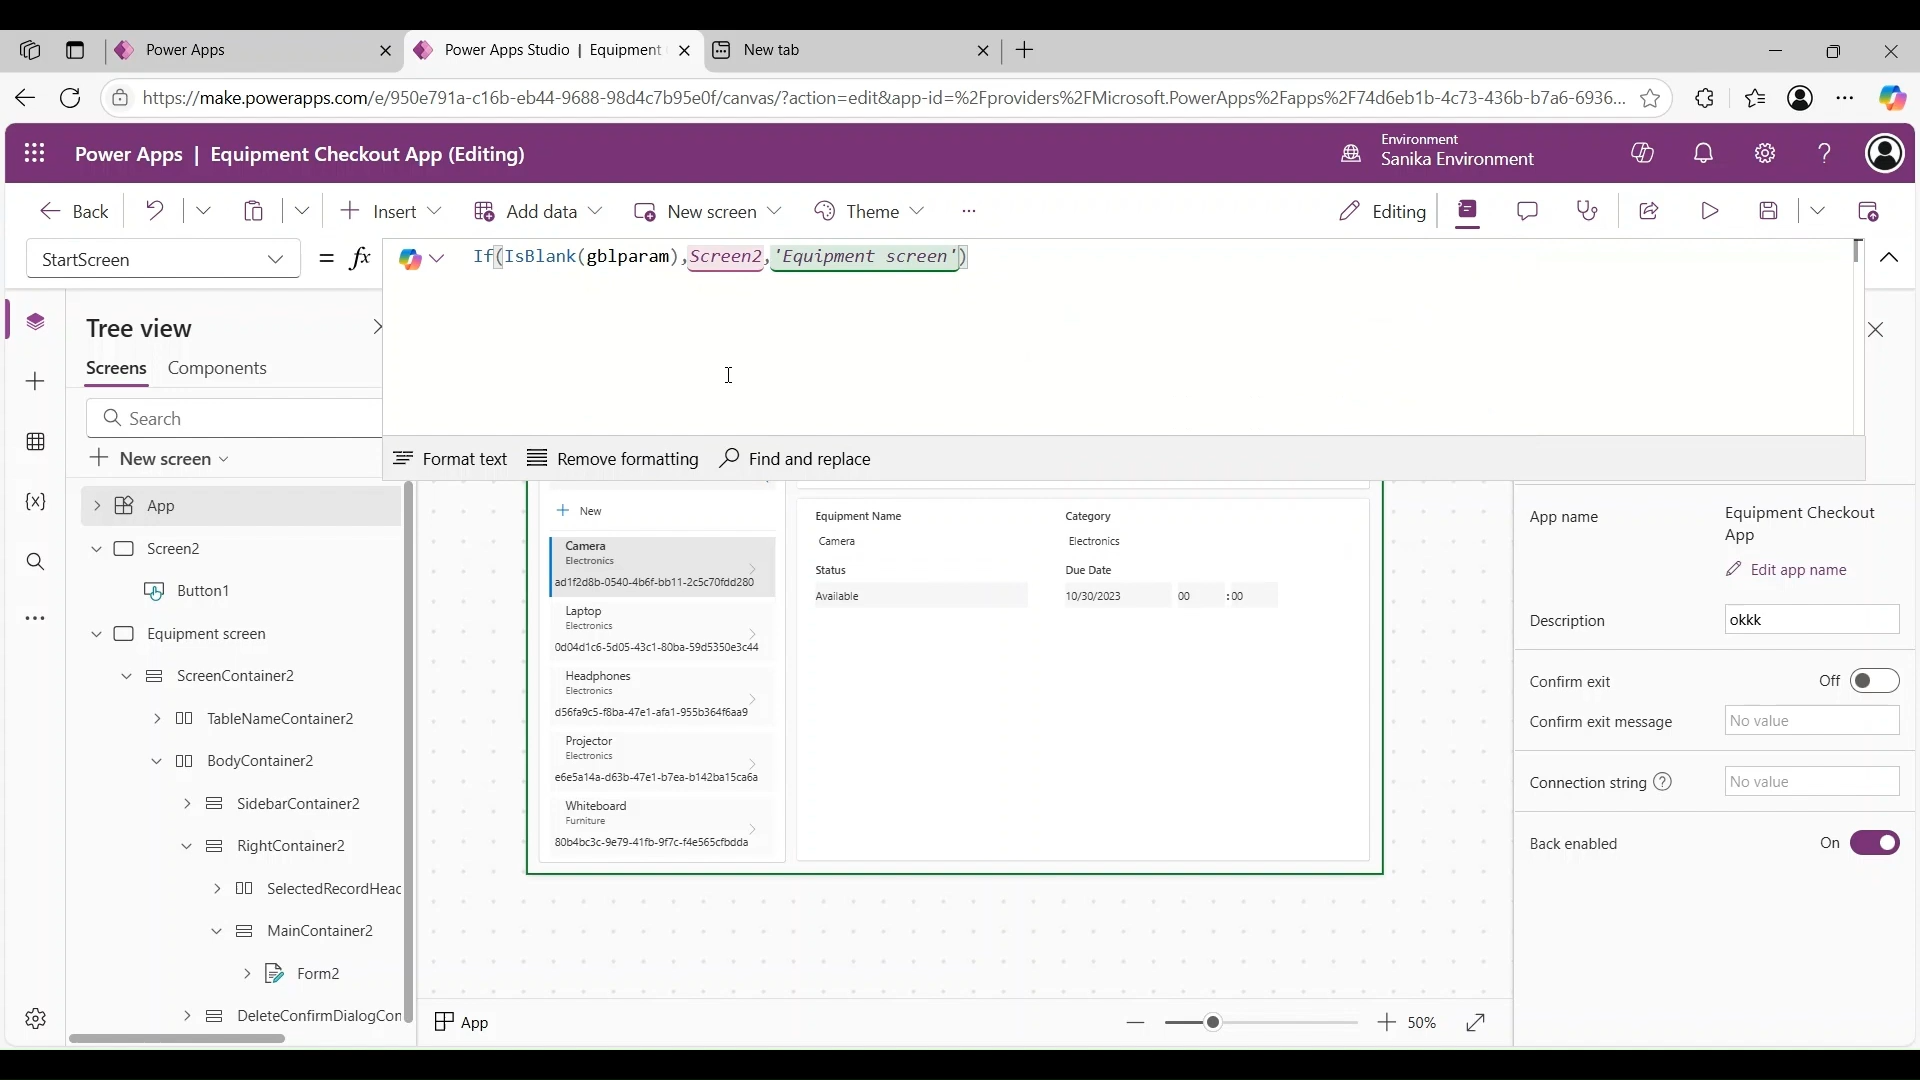 Power Apps
Power Apps Studio | Equipment
New tab
https://make.powerapps.com/e/950e791a-c16b-eb44-9688-98d4c7b95e0f/canvas/?action=edit&app-id=%2Fproviders%2FMicrosoft.PowerApps%2Fapps%2F74d6eb1b-4c73-436b-b7a6-6936...
Power Apps | Equipment Checkout App (Editing)
Environment
Sanika Environment
Back
Insert
Add data
New screen
Theme
...
Editing
StartScreen
= fx
If(IsBlank(gblparam),Screen2,'Equipment screen')
Tree view
Screens
Components
Search
New screen
Format text
Remove formatting
Find and replace
App
Screen2
Button1
Equipment screen
ScreenContainer2
TableNameContainer2
BodyContainer2
SidebarContainer2
RightContainer2
SelectedRecordHeac
MainContainer2
Form2
DeleteConfirmDialogCon
New
Camera
Electronics
ad1f2d8b-0540-4b6f-bb11-2c5c70fdd280
Laptop
Electronics
0d04d1c6-5d05-43c1-80ba-59d5350e3c44
Headphones
Electronics
d56fa9c5-f8ba-47e1-afa1-955b364f6aa9
Projector
Electronics
e6e5a14a-d63b-47e1-b7ea-b142ba15ca6a
Whiteboard
Furniture
80b4bc3c-9e79-41fb-9f7c-f4e565cfbdda
Equipment Name
Category
Camera
Electronics
Status
Due Date
Available
10/30/2023
00
:00
App name
Equipment Checkout
App
Edit app name
Description
okkk
Confirm exit
Off
Confirm exit message
No value
Connection string
No value
Back enabled
On
App
50%